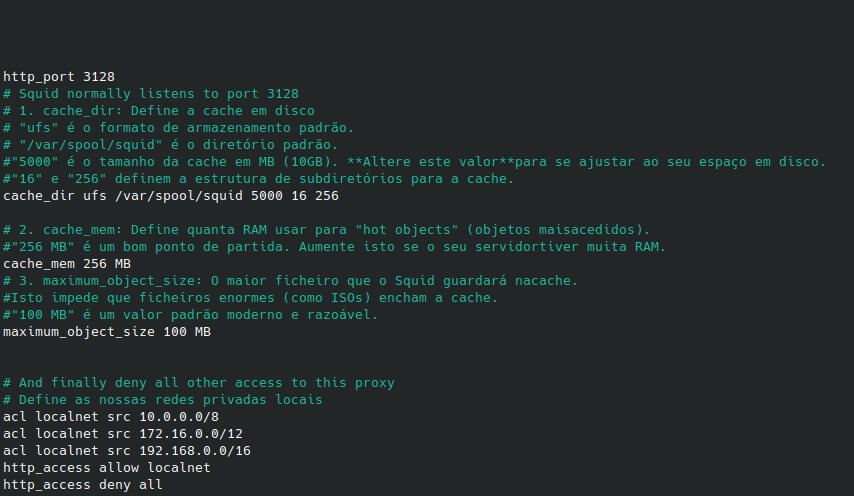 http_port 3128
# Squid normally listens to port 3128
# 1. cache_dir: Define a cache em disco
# "ufs" é o formato de armazenamento padrão.
# "/var/spool/squid" é o diretório padrão.
#"5000" é o tamanho da cache em MB (10GB). **Altere este valor**para se ajustar ao seu espaço em disco.
#"16" e "256" definem a estrutura de subdiretórios para a cache.
cache_dir ufs /var/spool/squid 5000 16 256
# 2. cache_mem: Define quanta RAM usar para "hot objects" (objetos maisacedidos).
#"256 MB" é um bom ponto de partida. Aumente isto se o seu servidortiver muita RAM.
cache_mem 256 MB
# 3. maximum_object_size: O maior ficheiro que o Squid guardará nacache.
#Isto impede que ficheiros enormes (como ISOs) encham a cache.
#"100 MB" é um valor padrão moderno e razoável.
maximum_object_size 100 MB
# And finally deny all other access to this proxy
# Define as nossas redes privadas locais
acl localnet src 10.0.0.0/8
acl localnet src 172.16.0.0/12
acl localnet src 192.168.0.0/16
http_access allow localnet
http_access deny all